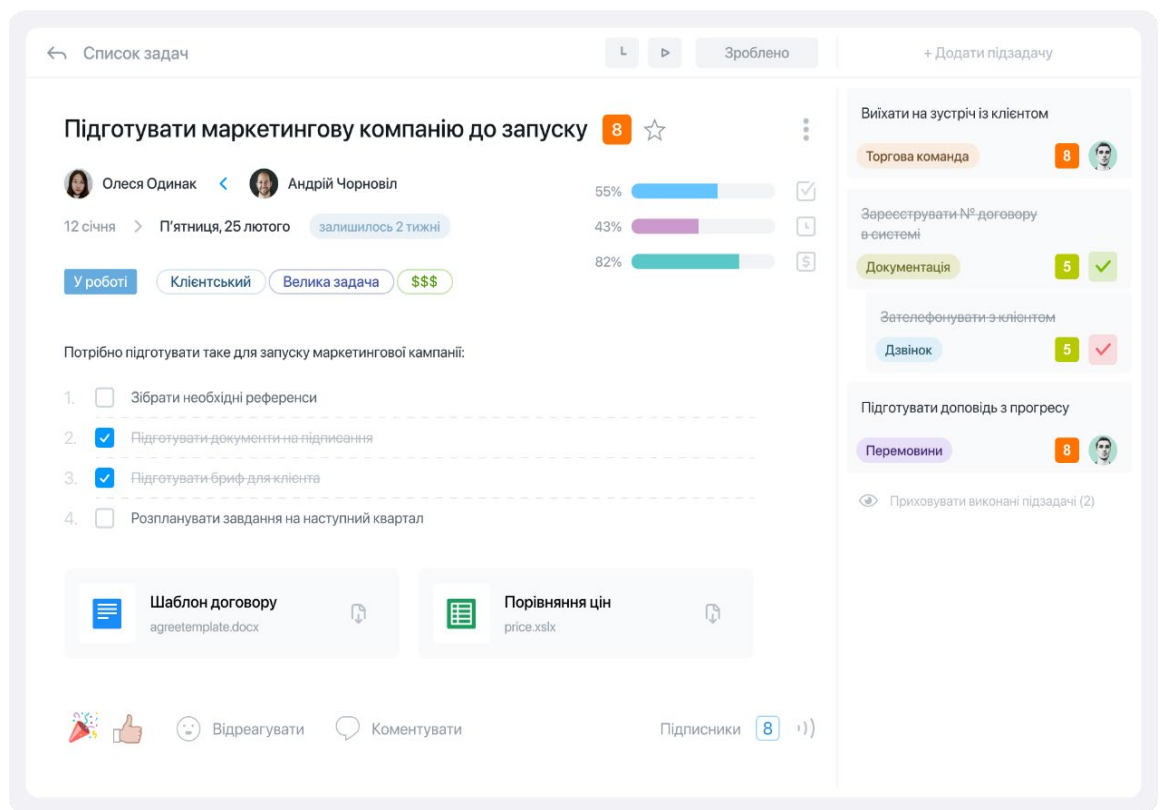 Список задач
Зроблено
+ Додати підзадачу
Підготувати маркетингову компанію до запуску 8
Олеся Одинак
Андрій Чорновіл
12 січня
П'ятниця, 25 лютого
залишилось 2 тижні
55%
43%
82%
У роботі
Клієнтський
Велика задача
$$$
Потрібно підготувати таке для запуску маркетингової кампанії:
1. Зібрати необхідні референси
2. Підготувати документи на підписання
3. Підготувати бриф для клієнта
4. Розпланувати завдання на наступний квартал
Шаблон договору
agreetemplate.docx
Порівняння цін
price.xslx
Відреагувати
Коментувати
Підписники 8
Виїхати на зустріч із клієнтом
Торгова команда 8
Зареєструвати № договору
в системі
Документація 5
Зателефонувати з клієнтом
Дзвінок 5
Підготувати доповідь з прогресу
Перемовини 8
Приховувати виконані підзадачі (2)